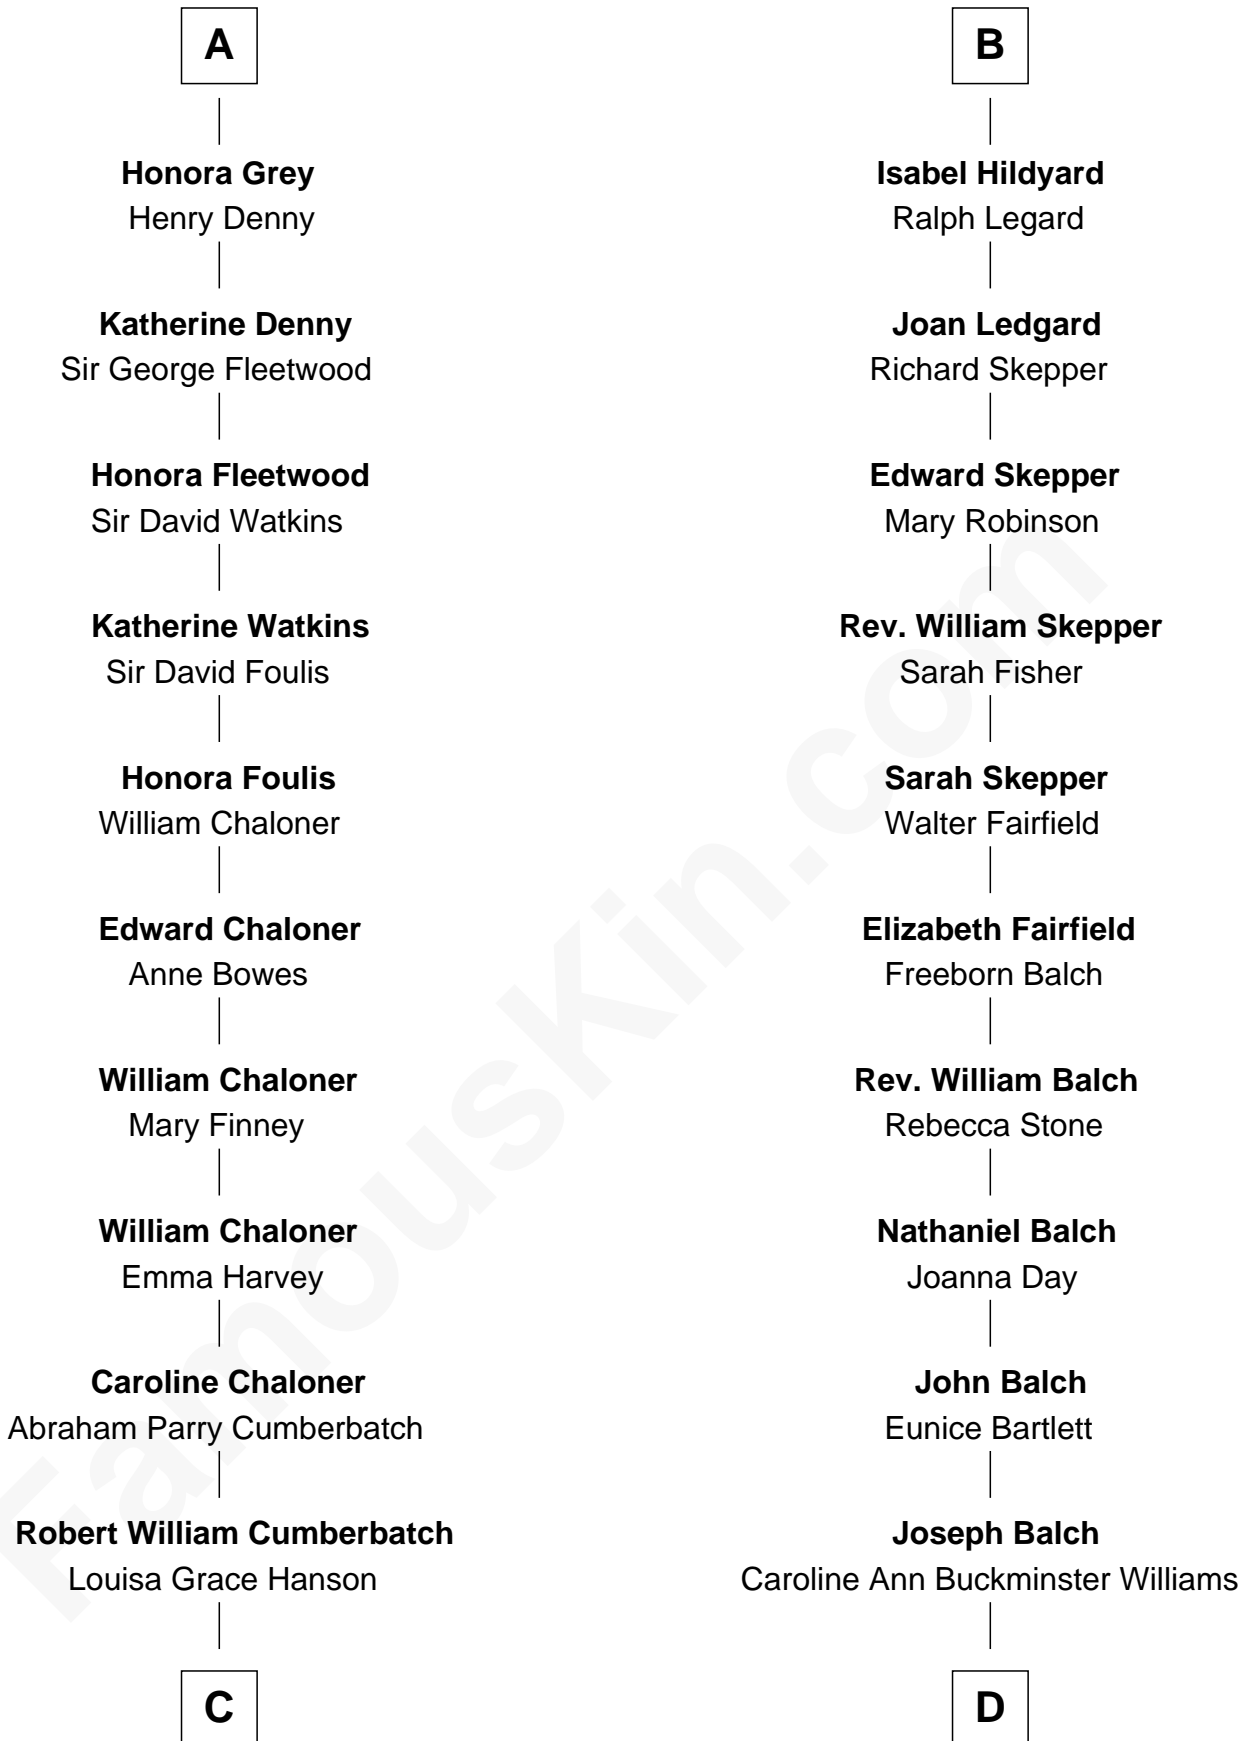 A
Honora Grey
Henry Denny
Katherine Denny
Sir George Fleetwood
Honora Fleetwood
Sir David Watkins
Katherine Watkins
Sir David Foulis
Honora Foulis
William Chaloner
Edward Chaloner
Anne Bowes
William Chaloner
Mary Finney
William Chaloner
Emma Harvey
Caroline Chaloner
Abraham Parry Cumberbatch
Robert William Cumberbatch
Louisa Grace Hanson
C
B
Isabel Hildyard
Ralph Legard
Joan Ledgard
Richard Skepper
Edward Skepper
Mary Robinson
Rev. William Skepper
Sarah Fisher
Sarah Skepper
Walter Fairfield
Elizabeth Fairfield
Freeborn Balch
Rev. William Balch
Rebecca Stone
Nathaniel Balch
Joanna Day
John Balch
Eunice Bartlett
Joseph Balch
Caroline Ann Buckminster Williams
D
FamousKin.com